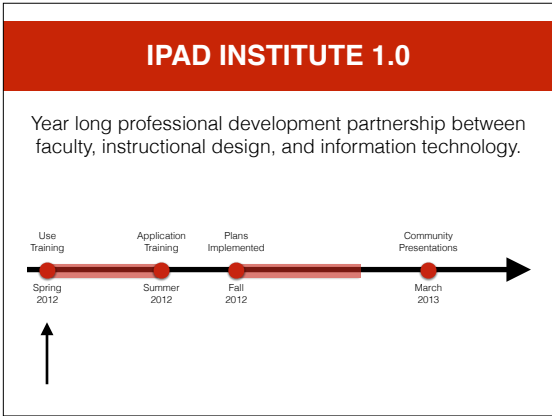 IPAD INSTITUTE 1.0
Year long professional development partnership between
faculty, instructional design, and information technology.
Use
Training
Application
Training
Plans
Implemented
Community
Presentations
Spring
2012
Summer
2012
Fall
2012
March
2013